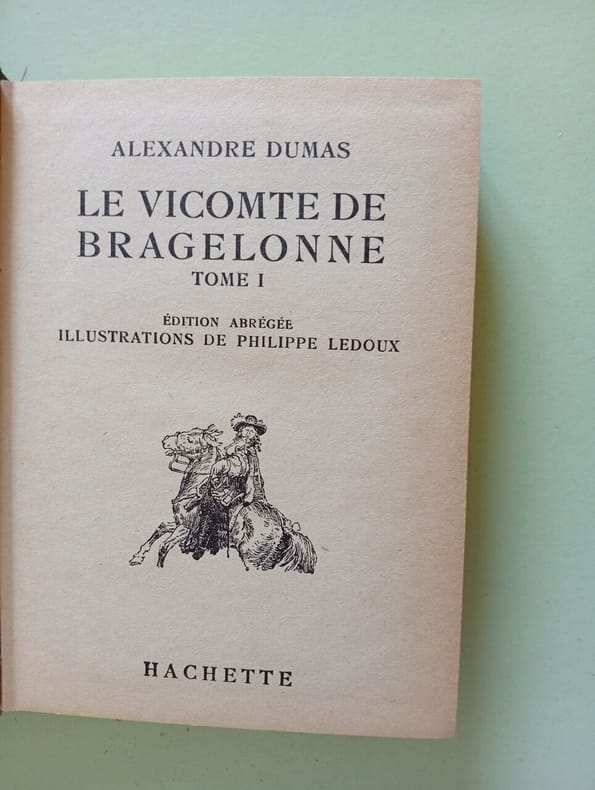 ALEXANDRE DUMAS
LE VICOMTE DE
BRAGELONNE
TOME I
ÉDITION ABRÉGÉE
ILLUSTRATIONS DE PHILIPPE LEDOUX
HACHETTE